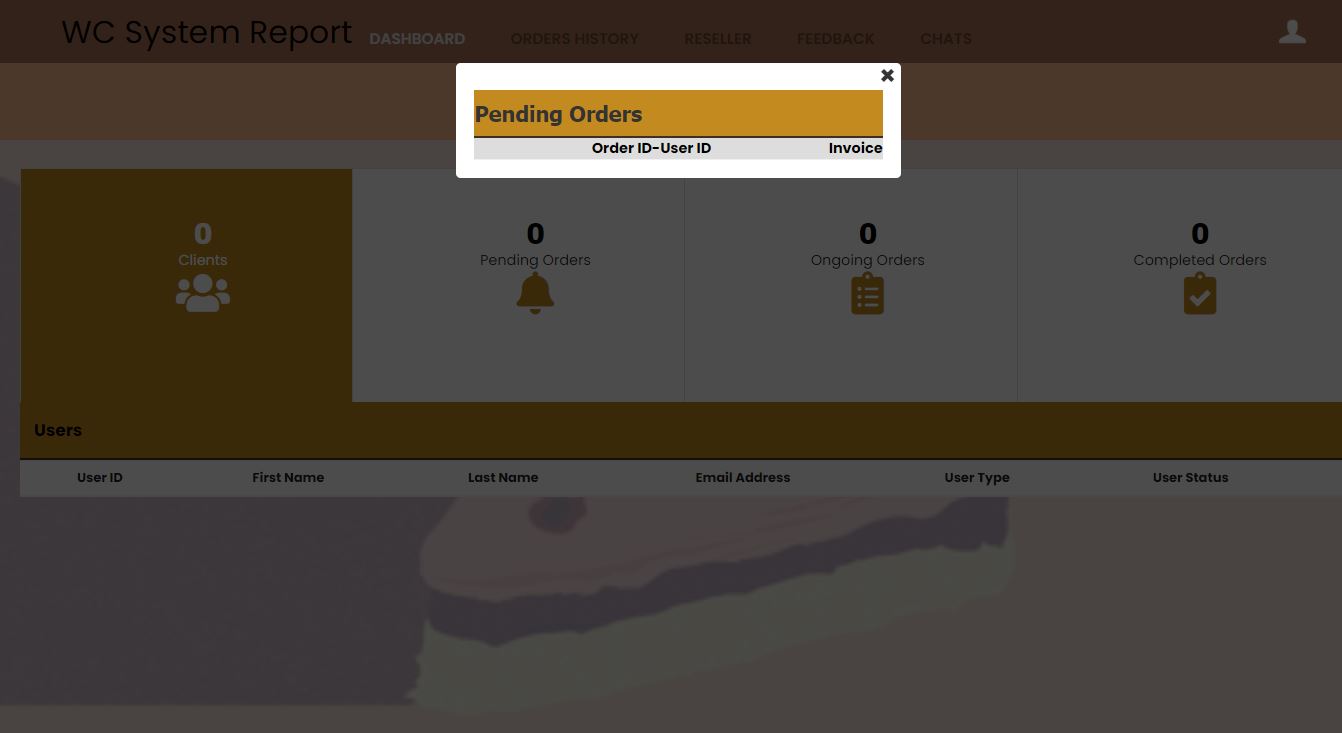 WC System Report DASHBOARD ORDERS HISTORY RESELLER FEEDBACK CHATS
✖
Pending Orders
Order ID-User ID Invoice
0 0 0 0
Clients Pending Orders Ongoing Orders Completed Orders
Users
User ID First Name Last Name Email Address User Type User Status